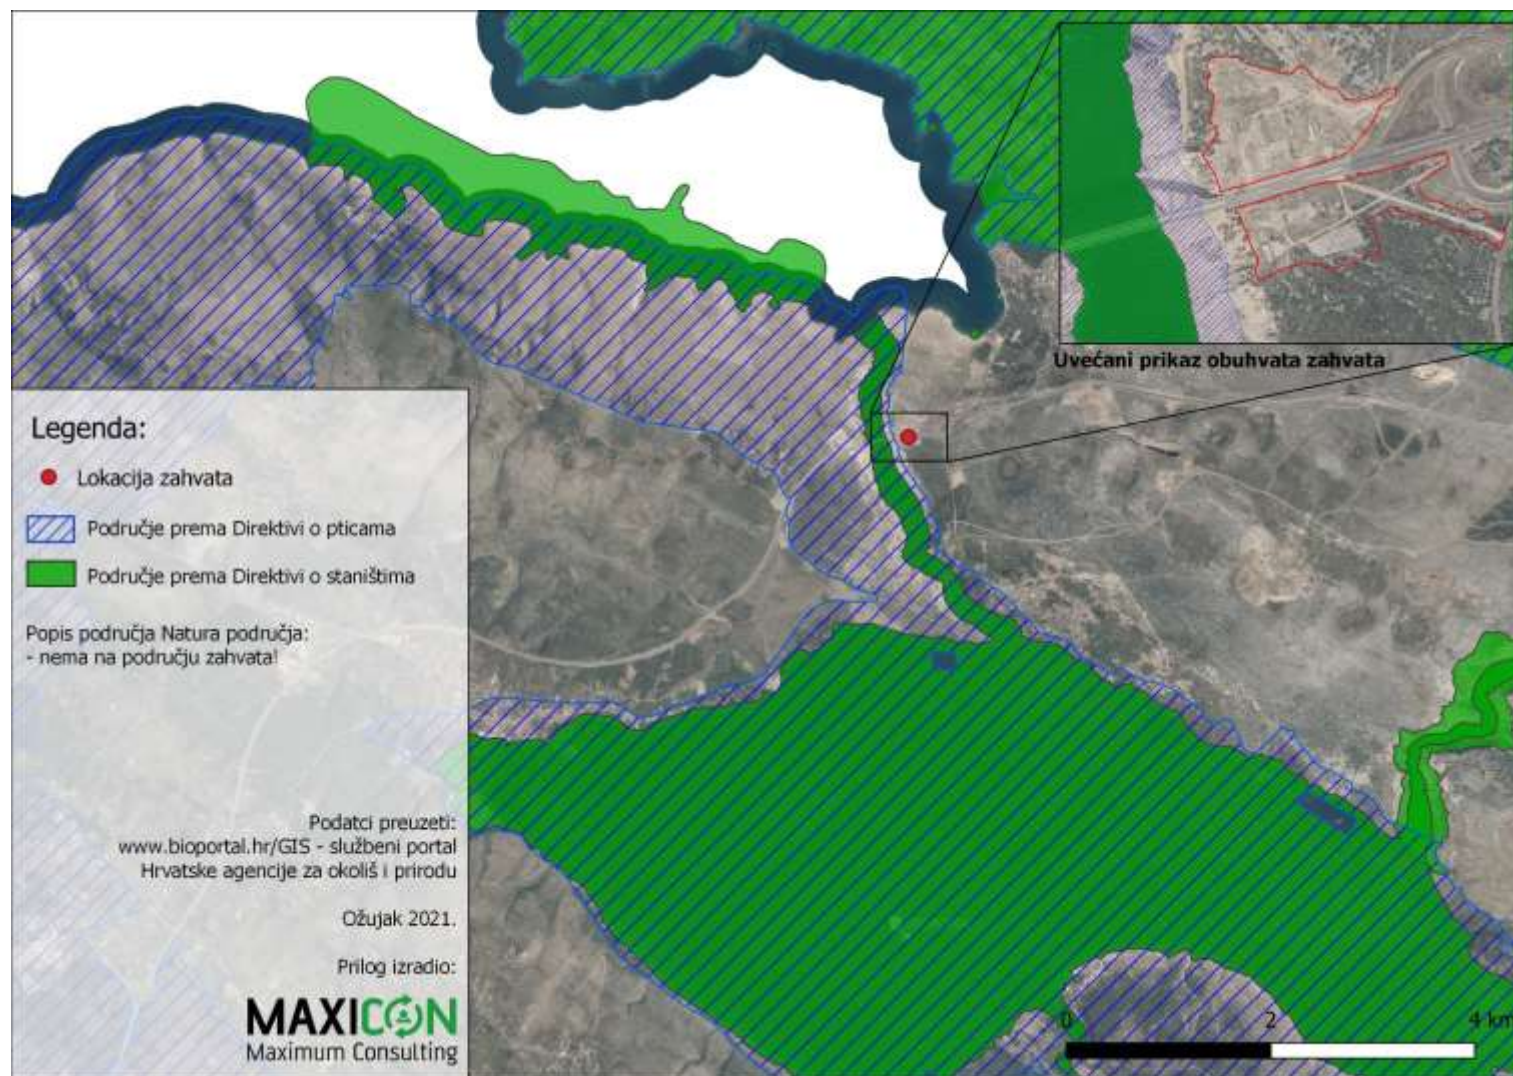 Uvećani prikaz obuhvata zahvata
Legenda:
Lokacija zahvata
Područje prema Direktivi o pticama
Područje prema Direktivi o staništima
Popis područja Natura područja:
- nema na području zahvata!
Podatci preuzeti:
www.bioportal.hr/GIS - službeni portal
Hrvatske agencije za okoliš i prirodu
Ožujak 2021.
Prilog izradio:
MAXICON
Maximum Consulting
0 2 4 km